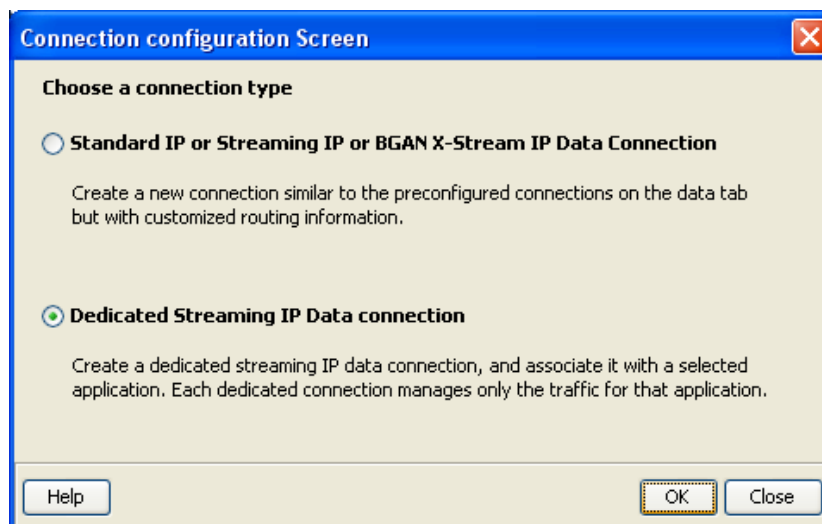 Connection configuration Screen
Choose a connection type
Standard IP or Streaming IP or BGAN X-Stream IP Data Connection
Create a new connection similar to the preconfigured connections on the data tab
but with customized routing information.
Dedicated Streaming IP Data connection
Create a dedicated streaming IP data connection, and associate it with a selected
application. Each dedicated connection manages only the traffic for that application.
Help
OK
Close